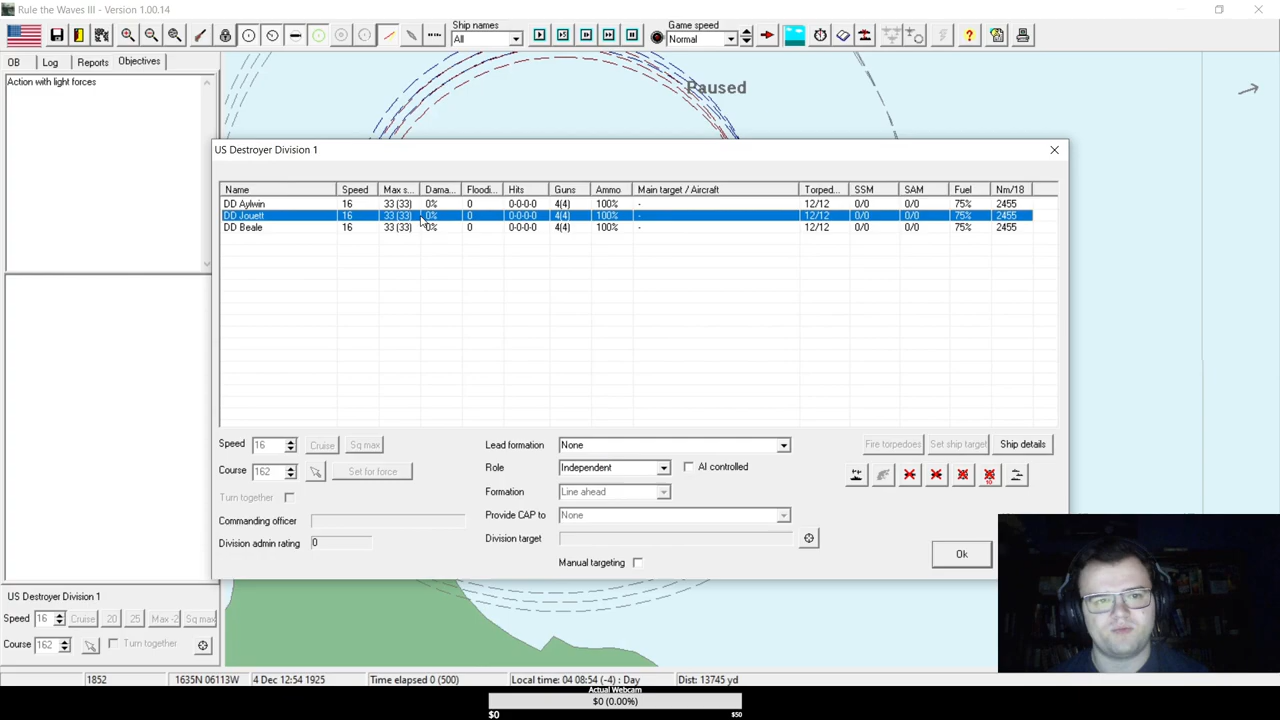 Rule the Waves III - Version 1.00.14
Ship names
All
Game speed
Normal
OB Log Reports Objectives
Action with light forces
Paused
US Destroyer Division 1
Name Speed Max s... Dama... Floodi... Hits Guns Ammo Main target / Aircraft Torped... SSM SAM Fuel Nm/18
DD Aylwin 16 33 (33) 0% 0 0-0-0-0 4(4) 100% - 12/12 0/0 0/0 75% 2455
DD Jouett 16 33 (33) 0% 0 0-0-0-0 4(4) 100% - 12/12 0/0 0/0 75% 2455
DD Beale 16 33 (33) 0% 0 0-0-0-0 4(4) 100% - 12/12 0/0 0/0 75% 2455
Speed 16 Cruise Sq max
Lead formation None
Fire torpedoes Set ship target Ship details
Course 162 Set for force
Role Independent AI controlled
10
Turn together
Formation Line ahead
Commanding officer
Provide CAP to None
Division admin rating 0
Division target
Manual targeting
Ok
US Destroyer Division 1
Speed 16 Cruise 20 25 Max -2 Sq max
Course 162 Turn together
1852 1635N 06113W 4 Dec 12:54 1925 Time elapsed 0 (500) Local time: 04 08:54 (-4) : Day Dist: 13745 yd
Actual Webcam
$0 (0.00%)
$0 $50